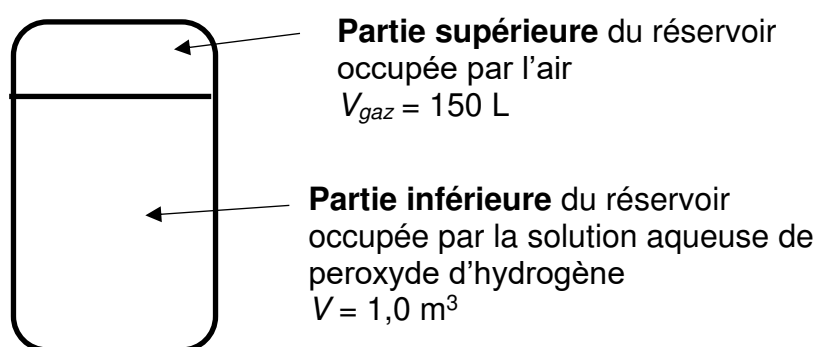 Partie supérieure du réservoir
occupée par l’air
Vgaz = 150 L
Partie inférieure du réservoir
occupée par la solution aqueuse de
peroxyde d’hydrogène
V = 1,0 m³